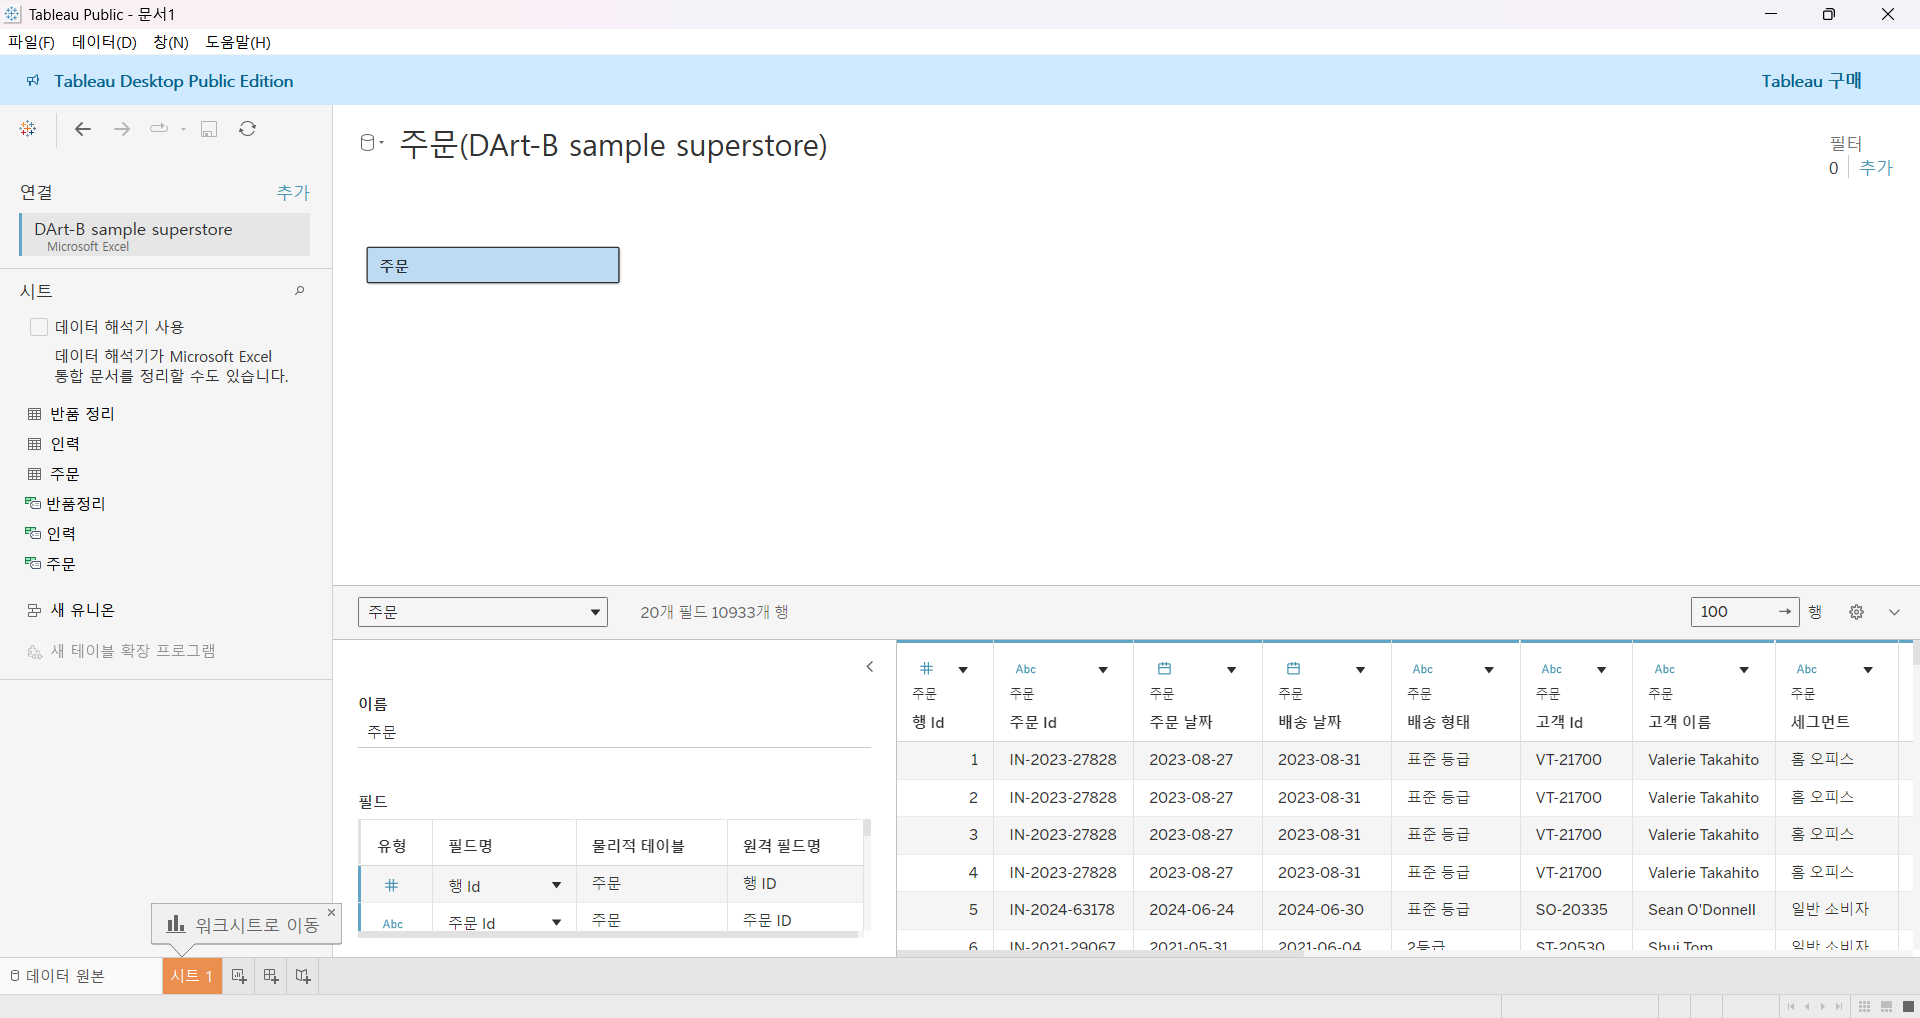 Tableau Public - 문서1
파일(F) 데이터(D) 창(N) 도움말(H)
Tableau Desktop Public Edition
Tableau 구매
연결 추가
DArt-B sample superstore
Microsoft Excel
시트
데이터 해석기 사용
데이터 해석기가 Microsoft Excel
통합 문서를 정리할 수도 있습니다.
반품 정리
인력
주문
반품정리
인력
주문
새 유니온
새 테이블 확장 프로그램
주문(DArt-B sample superstore)
필터
0 추가
주문
주문 20개 필드 10933개 행 100 행
이름
주문
필드
유형 필드명 물리적 테이블 원격 필드명
행 Id 주문 행 ID
Abc 주문 Id 주문 주문 ID
Abc Abc Abc Abc Abc
주문 주문 주문 주문 주문 주문 주문 주문
행 Id 주문 Id 주문 날짜 배송 날짜 배송 형태 고객 Id 고객 이름 세그먼트
1 IN-2023-27828 2023-08-27 2023-08-31 표준 등급 VT-21700 Valerie Takahito 홈 오피스
2 IN-2023-27828 2023-08-27 2023-08-31 표준 등급 VT-21700 Valerie Takahito 홈 오피스
3 IN-2023-27828 2023-08-27 2023-08-31 표준 등급 VT-21700 Valerie Takahito 홈 오피스
4 IN-2023-27828 2023-08-27 2023-08-31 표준 등급 VT-21700 Valerie Takahito 홈 오피스
5 IN-2024-63178 2024-06-24 2024-06-30 표준 등급 SO-20335 Sean O'Donnell 일반 소비자
6 IN-2021-29067 2021-05-31 2021-06-04 2등급 ST-20530 Shui Tom 일반 소비자
워크시트로 이동
데이터 원본 시트 1